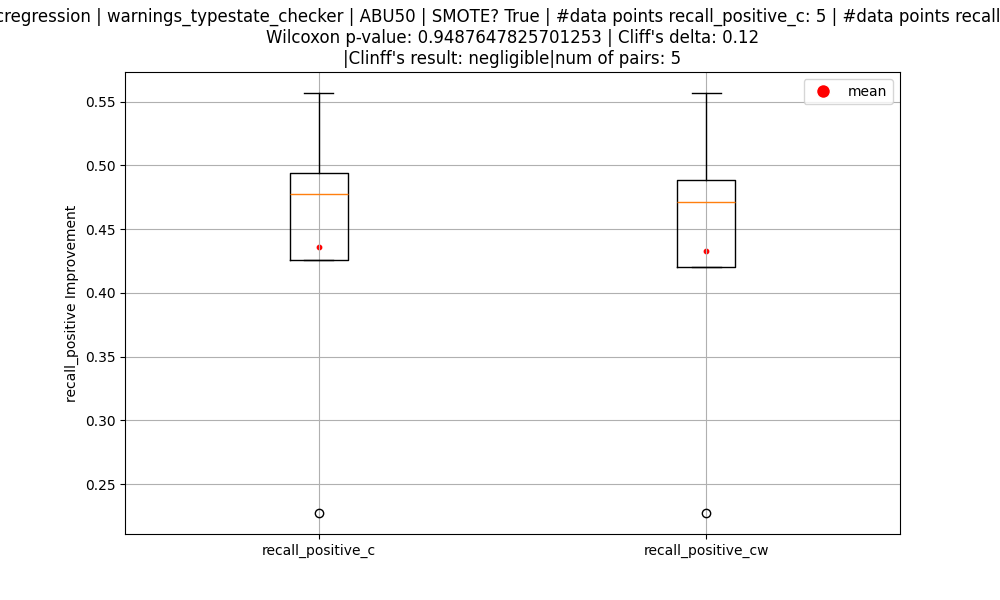 cregression | warnings_typestate_checker | ABU50 | SMOTE? True | #data points recall_positive_c: 5 | #data points recall
Wilcoxon p-value: 0.9487647825701253 | Cliff's delta: 0.12
|Clinff's result: negligible|num of pairs: 5
mean
0.55
0.50
0.45
0.40
0.35
0.30
0.25
recall_positive Improvement
recall_positive_c
recall_positive_cw